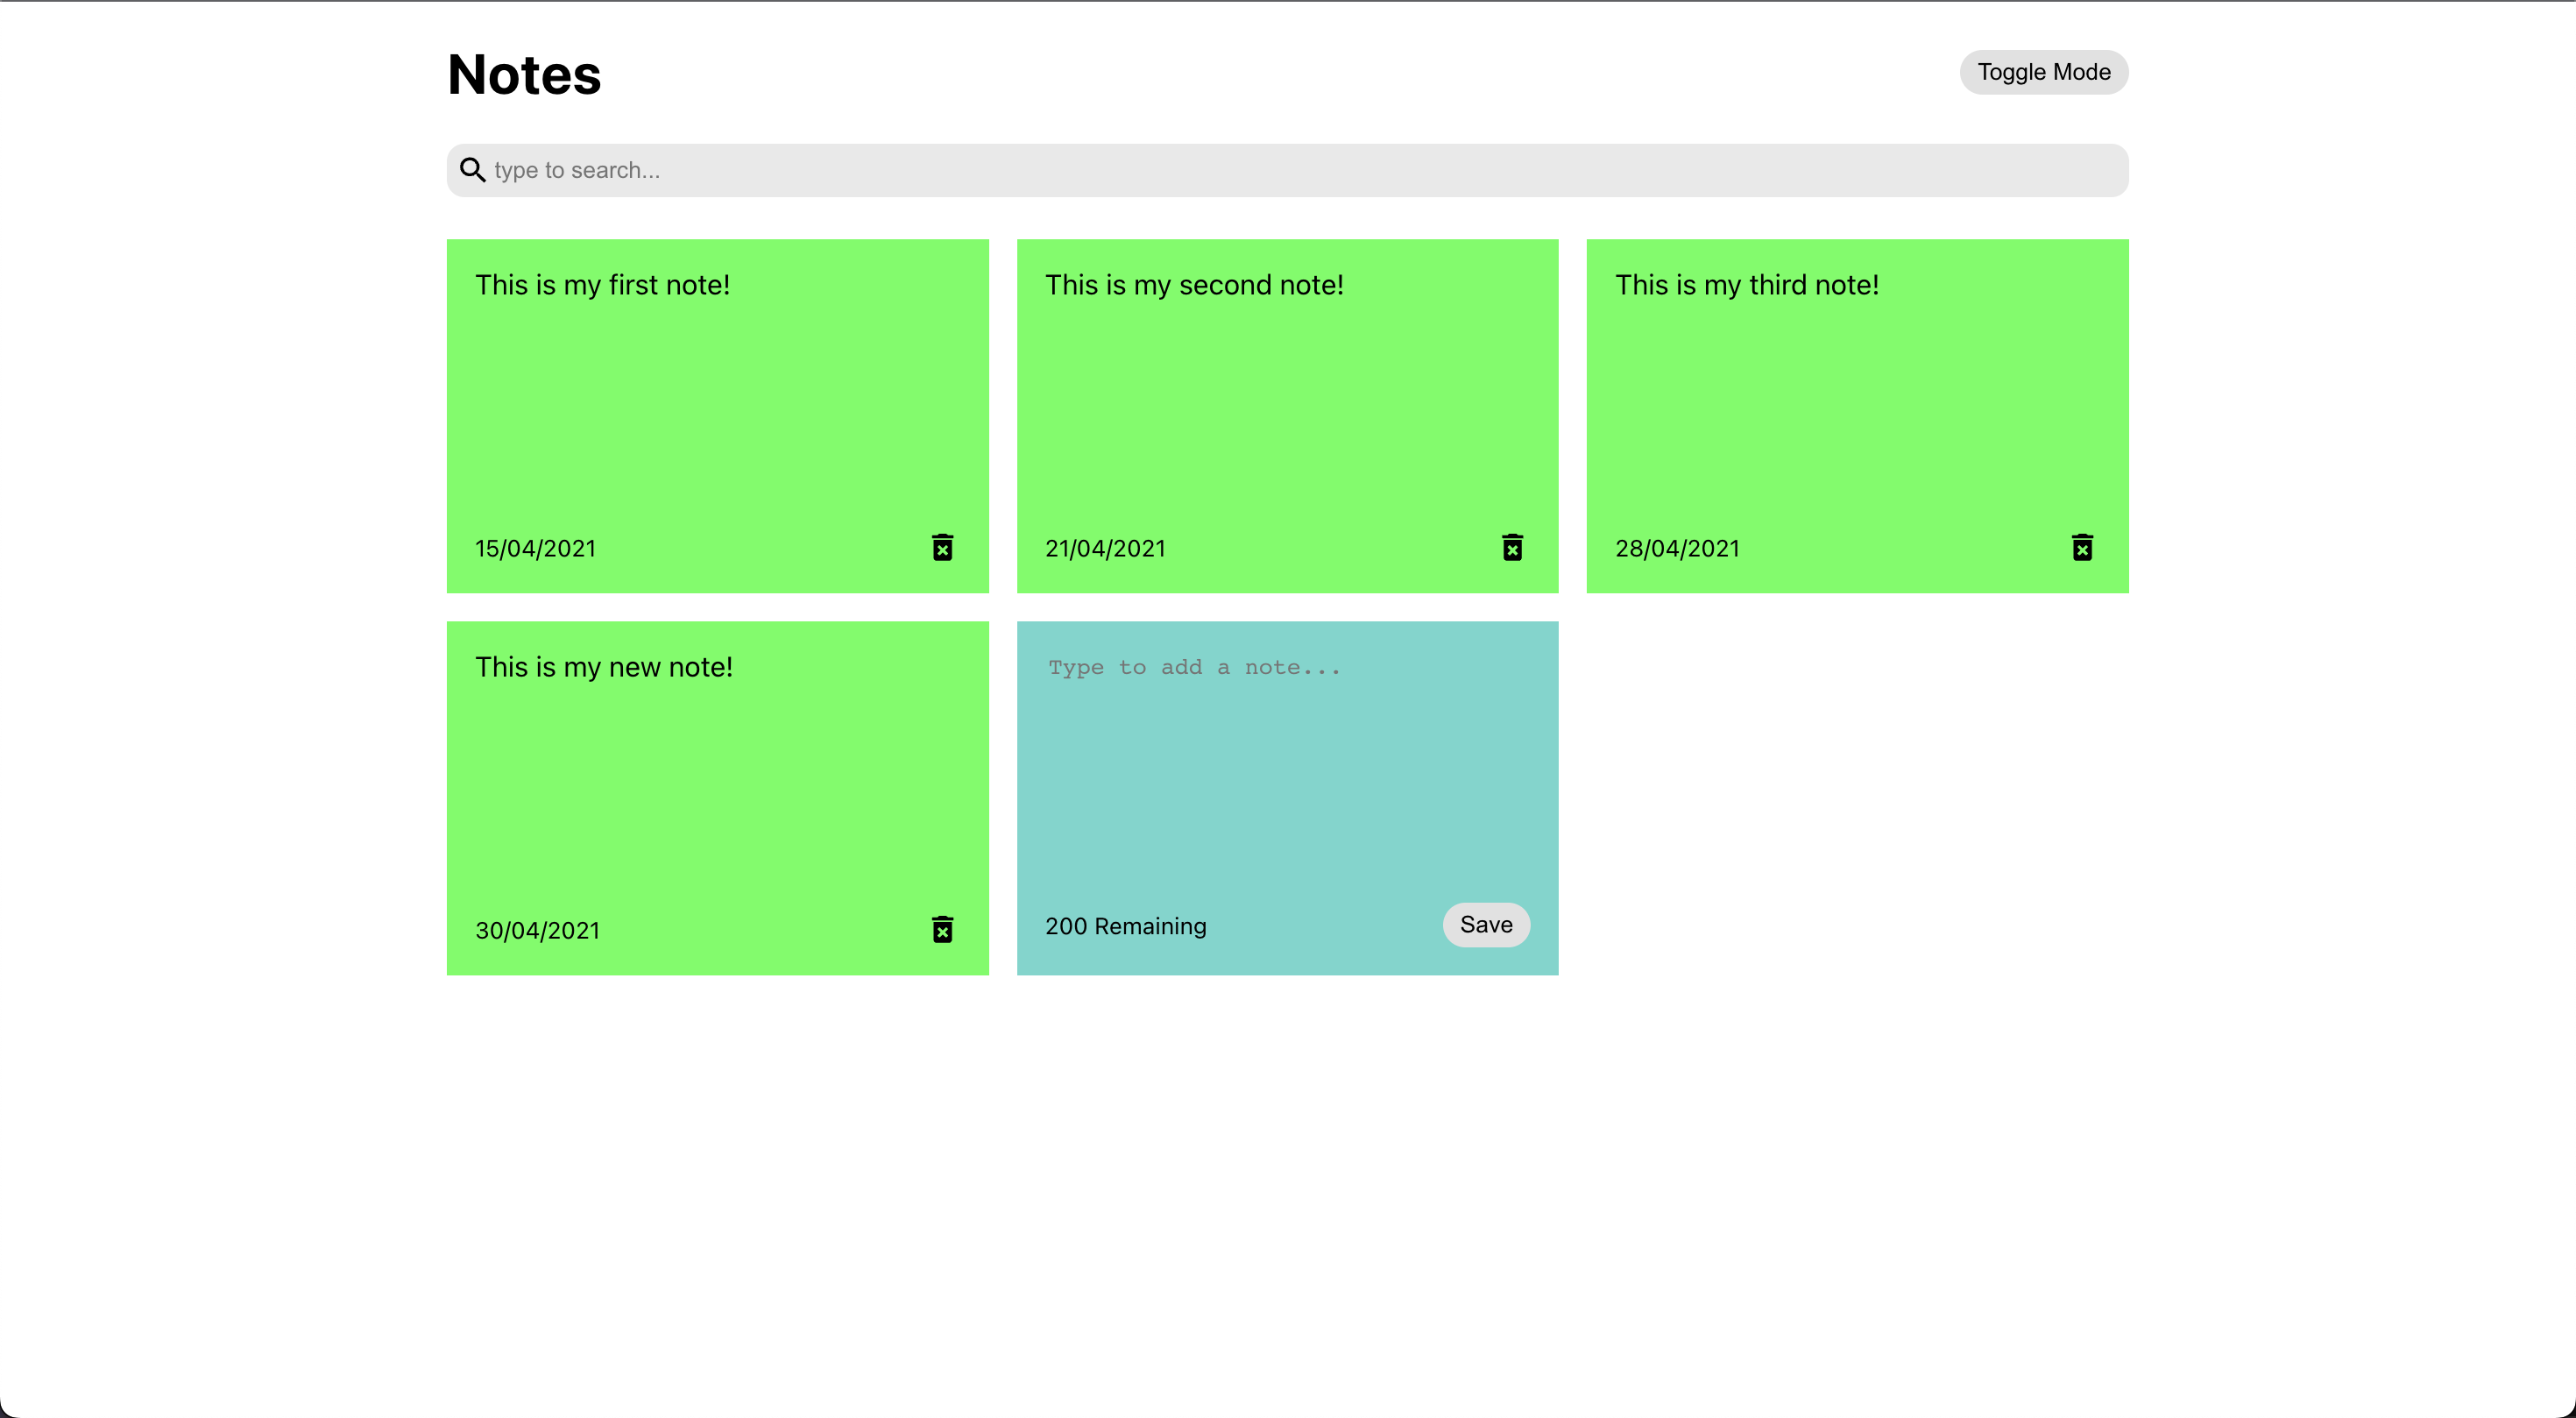 Notes
Toggle Mode
type to search...
This is my first note!
15/04/2021
This is my second note!
21/04/2021
This is my third note!
28/04/2021
This is my new note!
30/04/2021
Type to add a note...
200 Remaining
Save